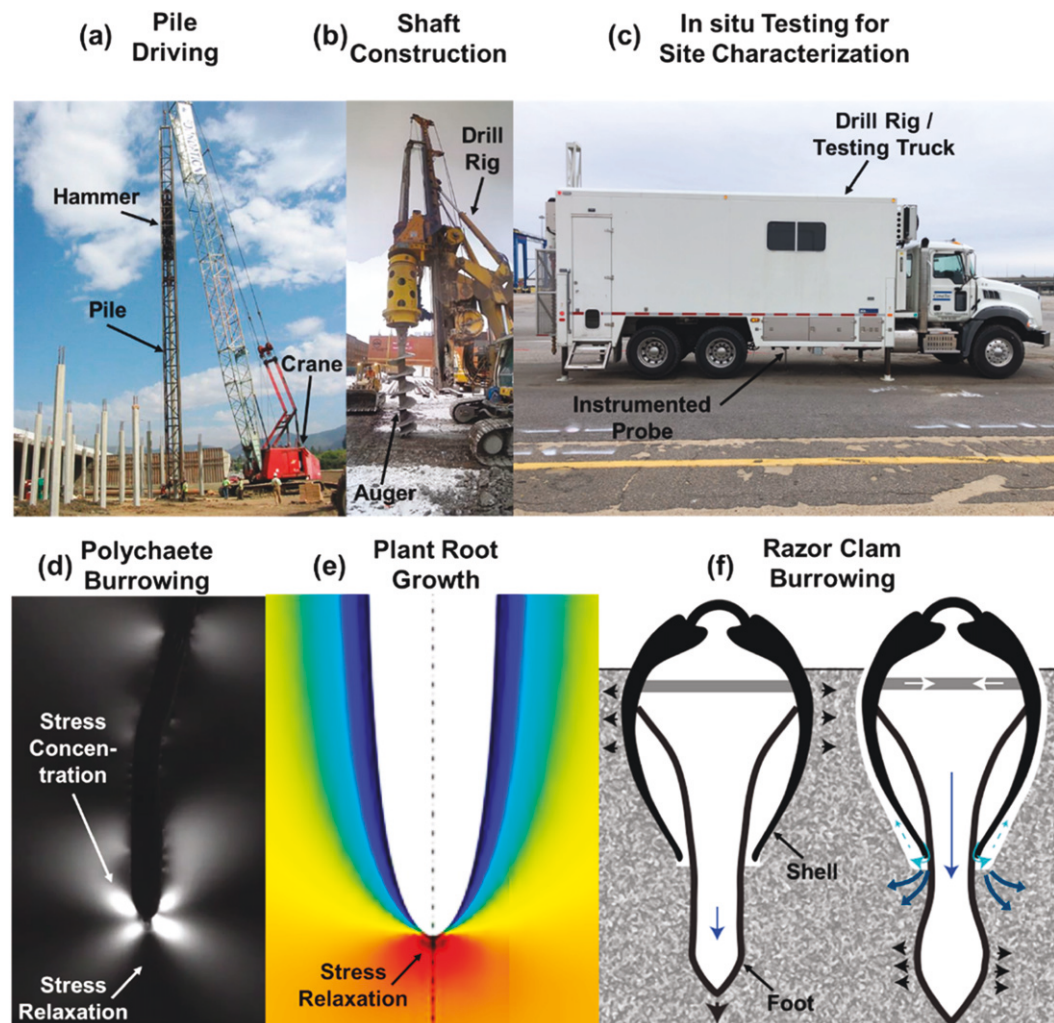 (a)
Pile
Driving
(b)
Shaft
Construction
(c)
In situ Testing for
Site Characterization
Hammer
Pile
Crane
Drill
Rig
Auger
Drill Rig /
Testing Truck
Instrumented
Probe
(d)
Polychaete
Burrowing
(e)
Plant Root
Growth
(f)
Razor Clam
Burrowing
Stress
Concen-
tration
Stress
Relaxation
Stress
Relaxation
Shell
Foot